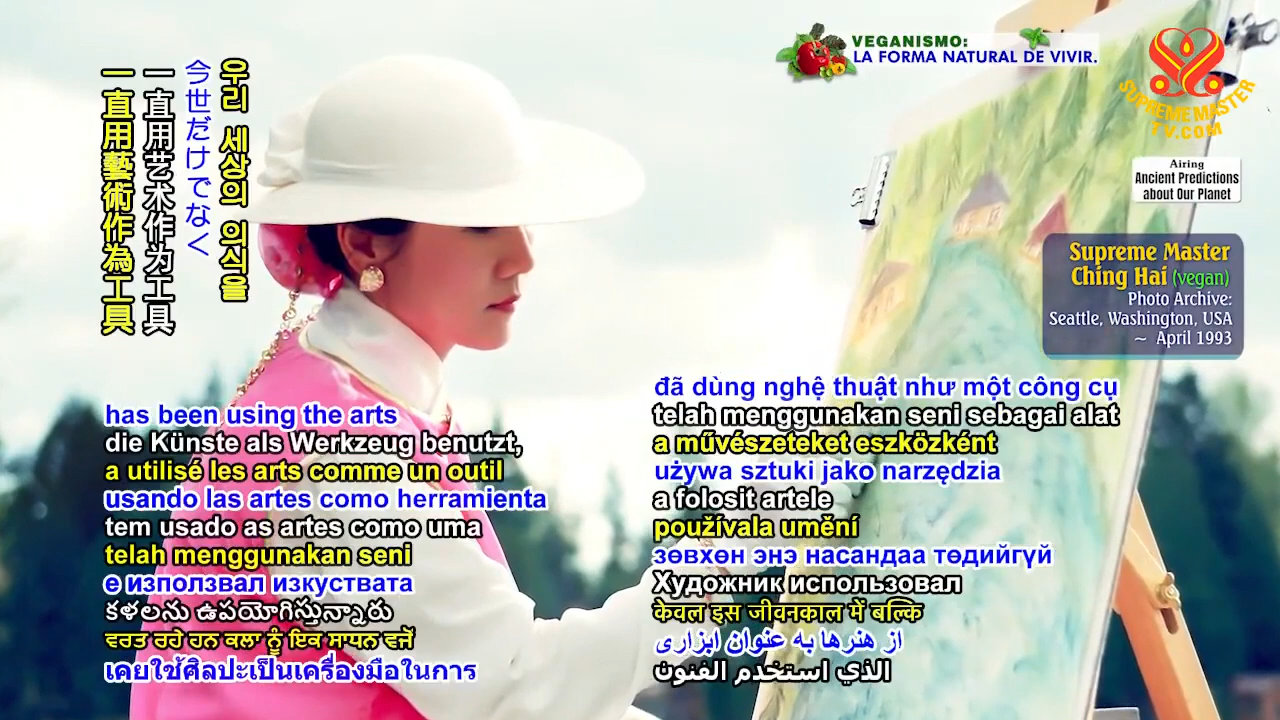 VEGANISMO:
LA FORMA NATURAL DE VIVIR.
SUPREME MASTER
TV.COM
Airing
Ancient Predictions
about Our Planet
Supreme Master
Ching Hai (vegan)
Photo Archive:
Seattle, Washington, USA
~ April 1993
우리 세상의 의식을
今世だけでなく
一直用艺术作为工具
一直用藝術作為工具
has been using the arts
die Künste als Werkzeug benutzt,
a utilisé les arts comme un outil
usando las artes como herramienta
tem usado as artes como uma
telah menggunakan seni
е използвал изкуствата
కళలను ఉపయోగిస్తున్నారు
ਵਰਤ ਰਹੇ ਹਨ ਕਲਾ ਨੂੰ ਇਕ ਸਾਧਨ ਵਜੋਂ
เคยใช้ศิลปะเป็นเครื่องมือในการ
đã dùng nghệ thuật như một công cụ
telah menggunakan seni sebagai alat
a művészeteket eszközként
używa sztuki jako narzędzia
a folosit artele
používala umění
зөвхөн энэ насандаа төдийгүй
Художник использовал
केवल इस जीवनकाल में बल्कि
از هنرها به عنوان ابزاری
الذي استخدم الفنون